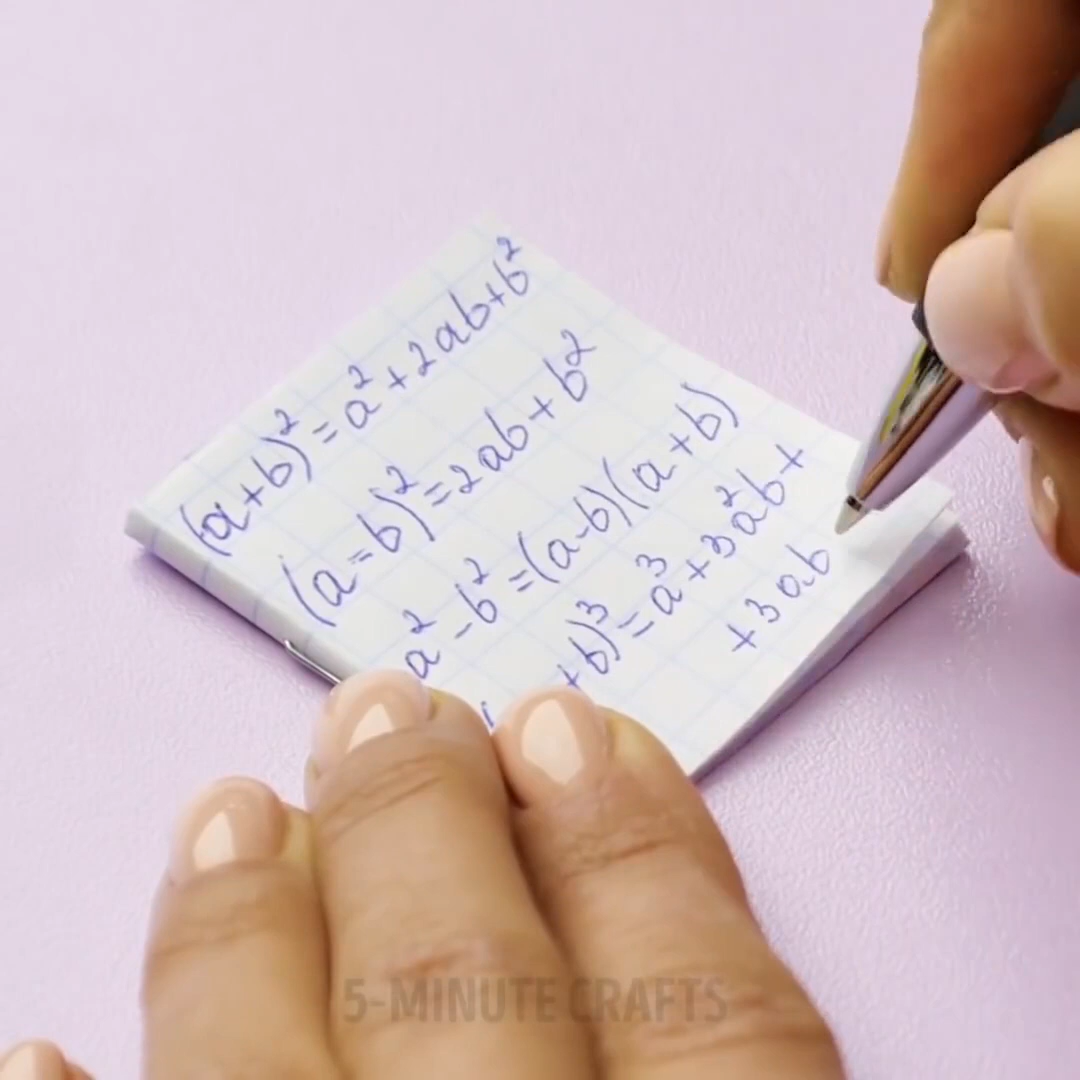 (a+b)²=a²+2ab+b²
(a=b)²=2ab+b²
a²-b²=(a-b)(a+b)
+b)³=a³+3a²b+
+3ab
5-MINUTE CRAFTS